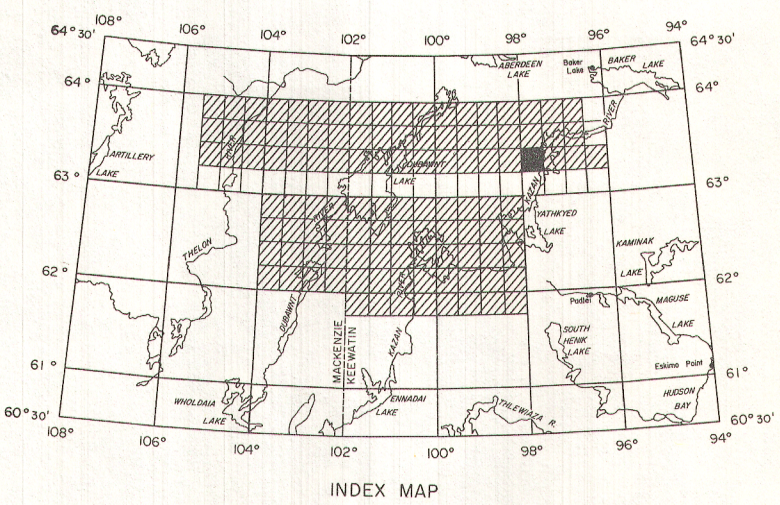 108° 106° 104° 102° 100° 98° 96° 94°
64° 30' 64° 30'
ABERDEEN
LAKE
Baker
Lake
BAKER LAKE
64° 64°
RIVER
RIVER
ARTILLERY
LAKE
DUBAWNT
LAKE
63° 63°
KAZAN
RIVER
YATHKYED
LAKE
THELON
KAMINAK
LAKE
62° 62°
RIVER
Padlei
MAGUSE
LAKE
DUBAWNT
MACKENZIE
KEEWATIN
KAZAN
SOUTH
HENIK
LAKE
Eskimo Point
61° 61°
HUDSON
BAY
WHOLDAIA
LAKE
ENNADAI
LAKE
THLEWIAZA R.
60° 30' 60° 30'
108° 106° 104° 102° 100° 98° 96° 94°
INDEX MAP